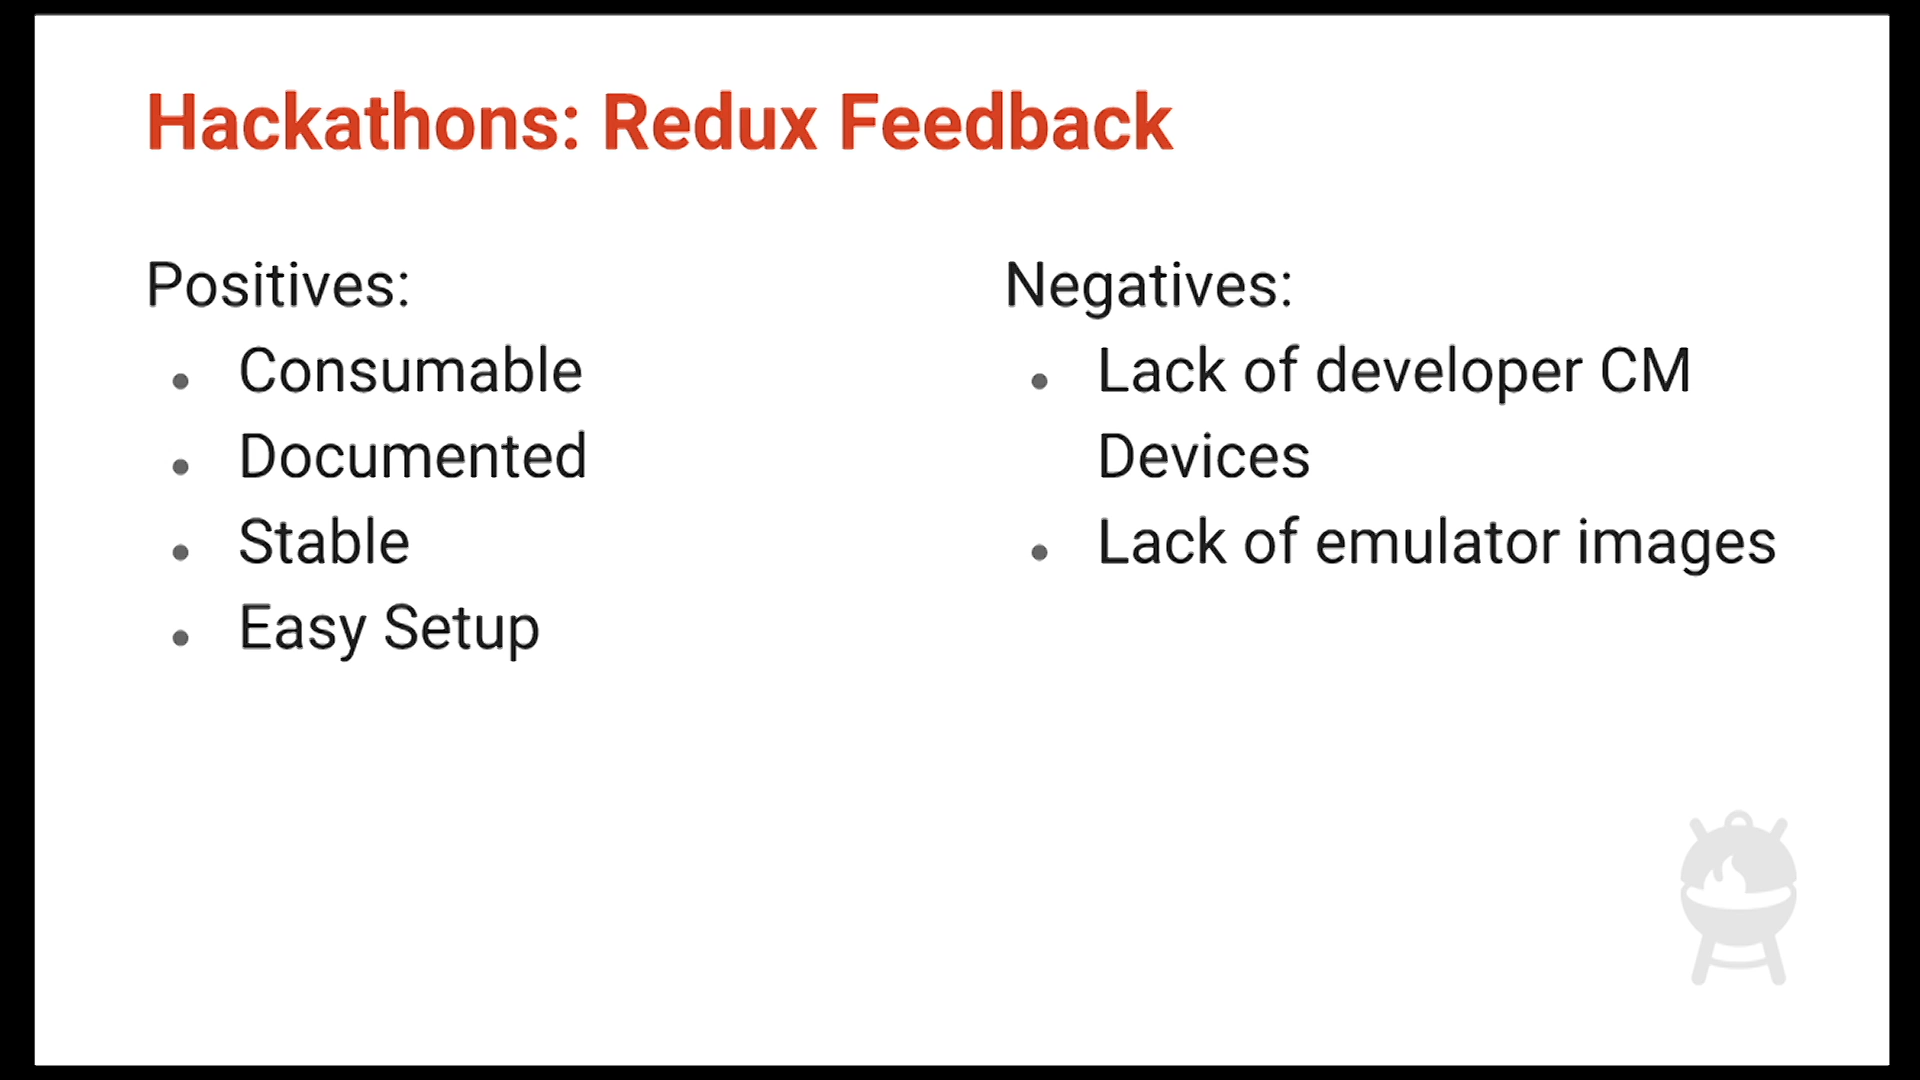 Hackathons: Redux Feedback
Positives:
Consumable
Documented
Stable
Easy Setup
Negatives:
Lack of developer CM
Devices
Lack of emulator images